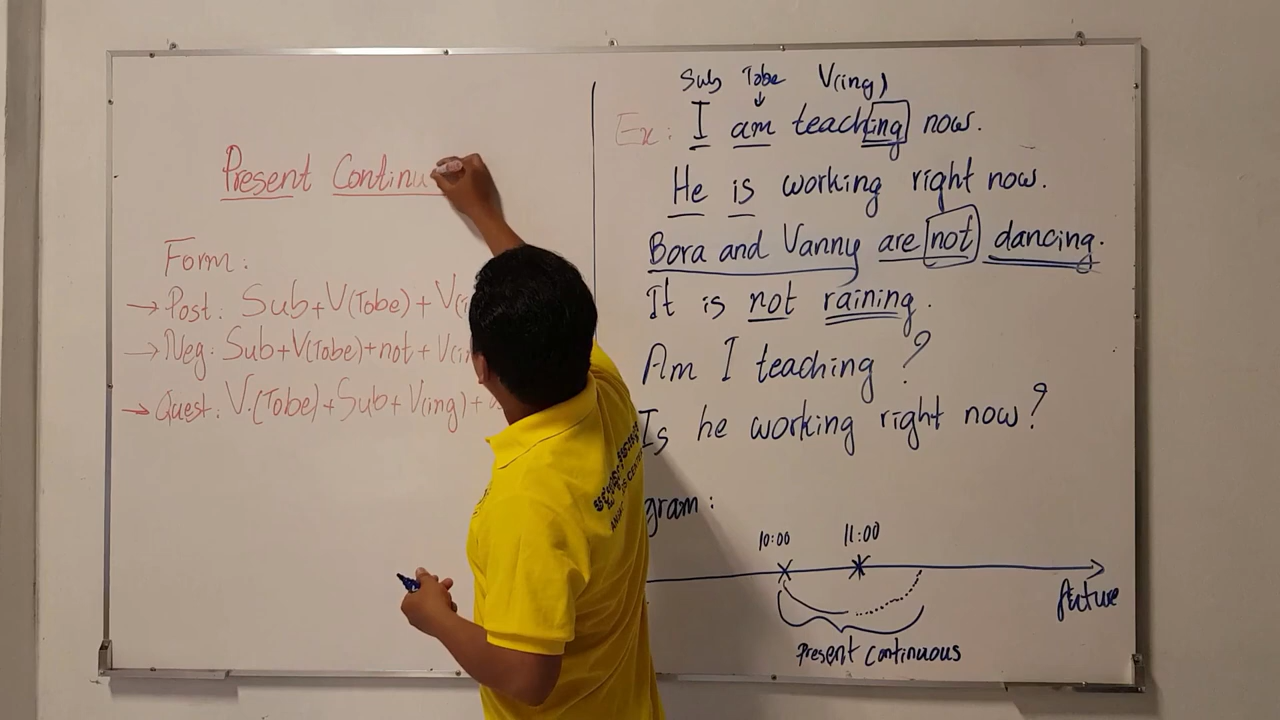 Present Continu
Form:
→ Post: Sub+V(Tobe)+
→ Neg: Sub+V(Tobe)+not+
→ Quest: V.(Tobe)+Sub+V(ing)+
Sub Tobe V(ing)
Ex: I am teaching now.
He is working right now.
Bora and Vanny are not dancing.
It is not raining.
Am I teaching?
Is he working right now?
gram:
10:00 11:00
future
Present continuous